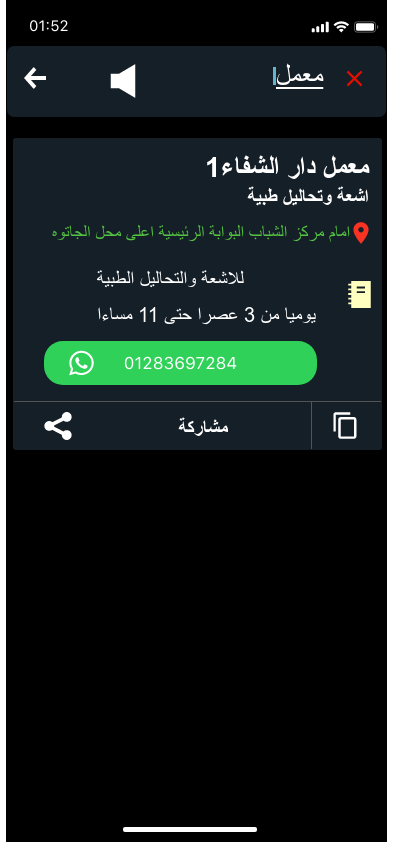 01:52
معمل
معمل دار الشفاء1
اشعة وتحاليل طبية
امام مركز الشباب البوابة الرئيسية اعلى محل الجاتوه
للاشعة والتحاليل الطبية
يوميا من 3 عصرا حتى 11 مساءا
01283697284
مشاركة